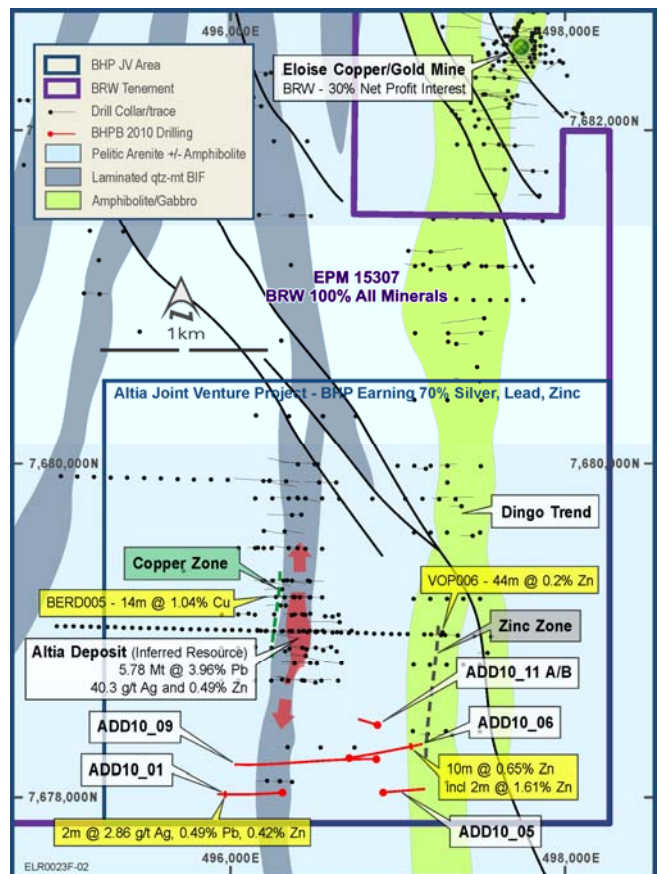 496,000E
498,000E
BHP JV Area
BRW Tenement
Drill Collar/trace
BHPB 2010 Drilling
Pelitic Arenite +/- Amphibolite
Laminated qtz-mt BIF
Amphibolite/Gabbro
Eloise Copper/Gold Mine
BRW - 30% Net Profit Interest
7,682,000N
EPM 15307
BRW 100% All Minerals
N
1km
Altia Joint Venture Project - BHP Earning 70% Silver, Lead, Zinc
7,680,000N
7,680,000N
Dingo Trend
Copper Zone
VOP006 - 44m @ 0.2% Zn
BERD005 - 14m @ 1.04% Cu
Zinc Zone
Altia Deposit (Inferred Resource)
5.78 Mt @ 3.96% Pb
40.3 g/t Ag and 0.49% Zn
ADD10_11 A/B
ADD10_09
ADD10_06
ADD10_01
10m @ 0.65% Zn
incl 2m @ 1.61% Zn
7,678,000N
2m @ 2.86 g/t Ag, 0.49% Pb, 0.42% Zn
ADD10_05
ELR0023F-02
496,000E
498,000E